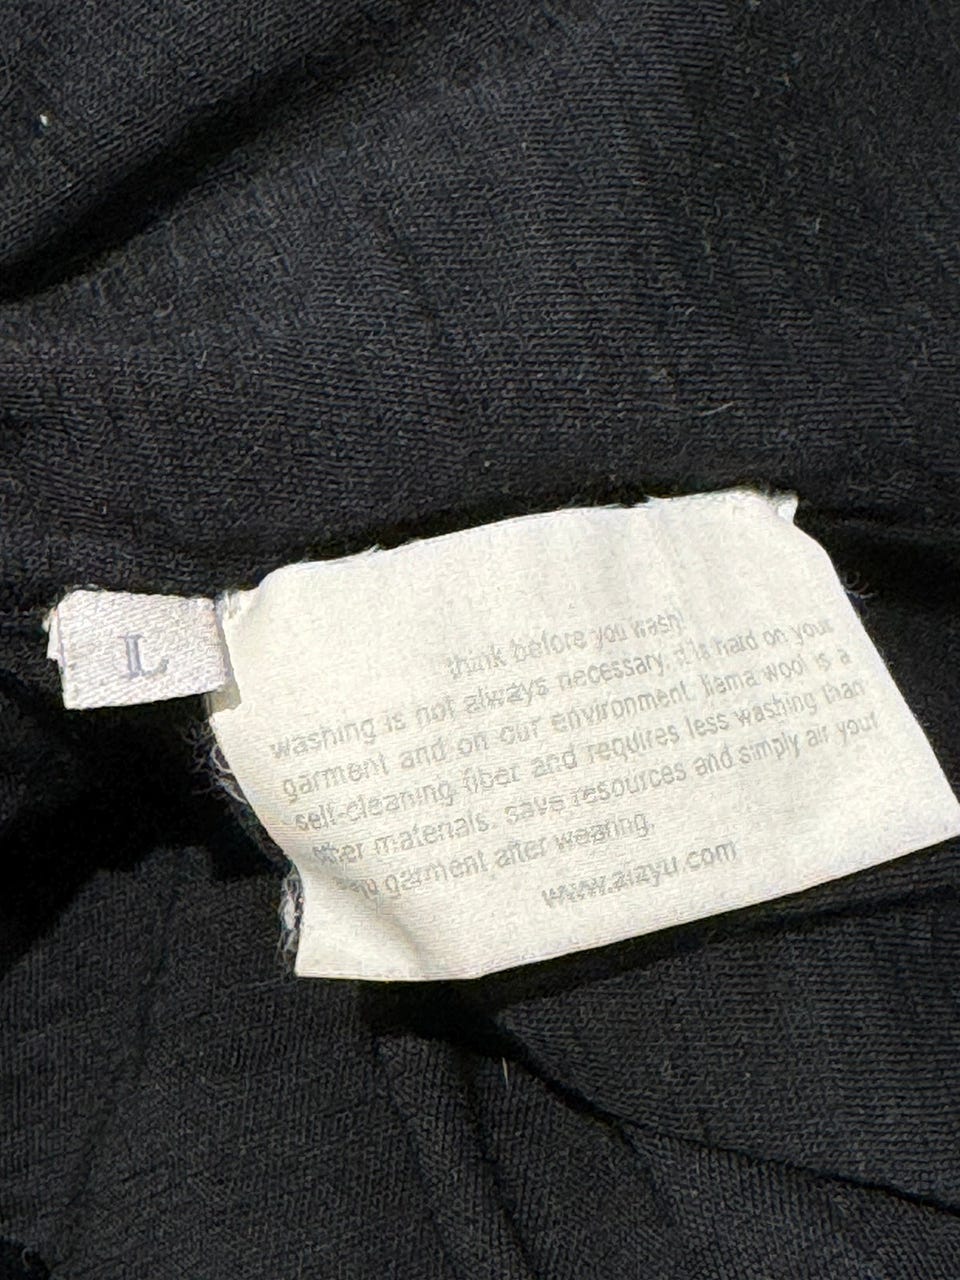 L
think before you wash!
washing is not always necessary. it is hard on your
garment and on our environment. llama wool is a
self-cleaning fiber and requires less washing than
other materials. save resources and simply air your
garment after wearing.
www.aiayu.com